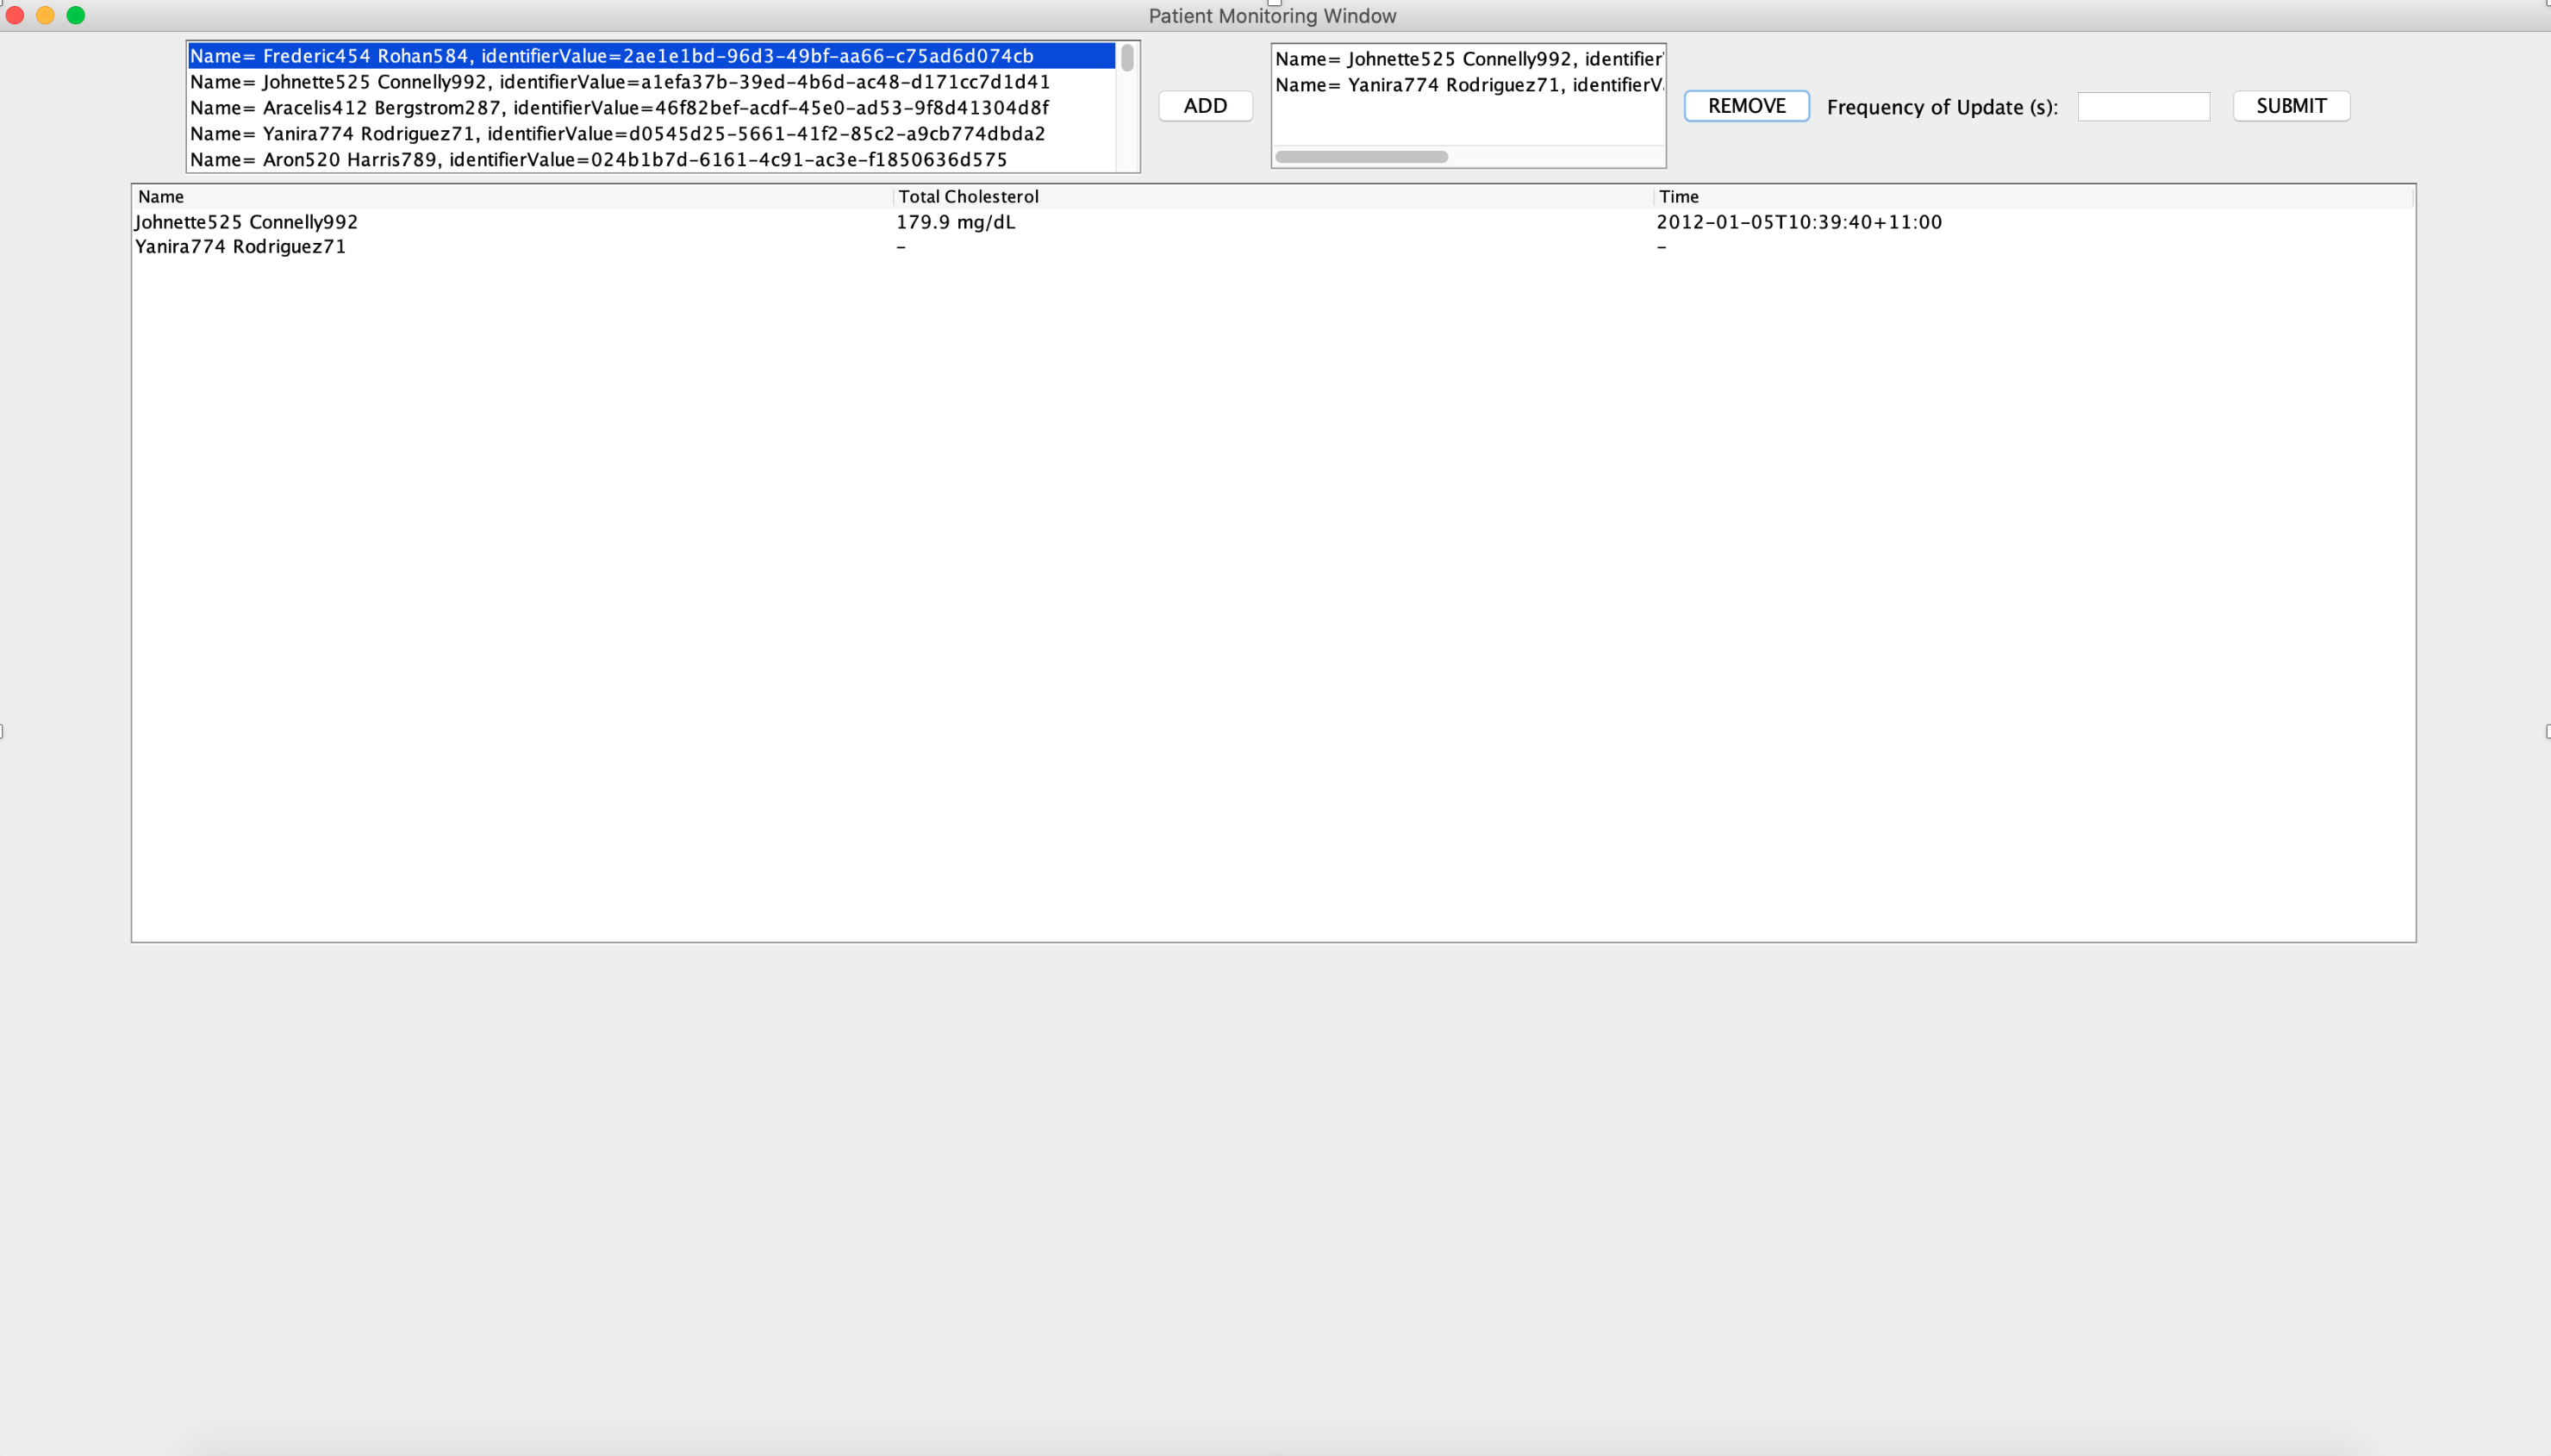 Patient Monitoring Window
Name= Frederic454 Rohan584, identifierValue=2ae1e1bd-96d3-49bf-aa66-c75ad6d074cb
Name= Johnette525 Connelly992, identifierValue=a1efa37b-39ed-4b6d-ac48-d171cc7d1d41
Name= Aracelis412 Bergstrom287, identifierValue=46f82bef-acdf-45e0-ad53-9f8d41304d8f
Name= Yanira774 Rodriguez71, identifierValue=d0545d25-5661-41f2-85c2-a9cb774dbda2
Name= Aron520 Harris789, identifierValue=024b1b7d-6161-4c91-ac3e-f1850636d575
ADD
Name= Johnette525 Connelly992, identifier
Name= Yanira774 Rodriguez71, identifierV
REMOVE
Frequency of Update (s):
SUBMIT
Name Total Cholesterol Time
Johnette525 Connelly992 179.9 mg/dL 2012-01-05T10:39:40+11:00
Yanira774 Rodriguez71 - -